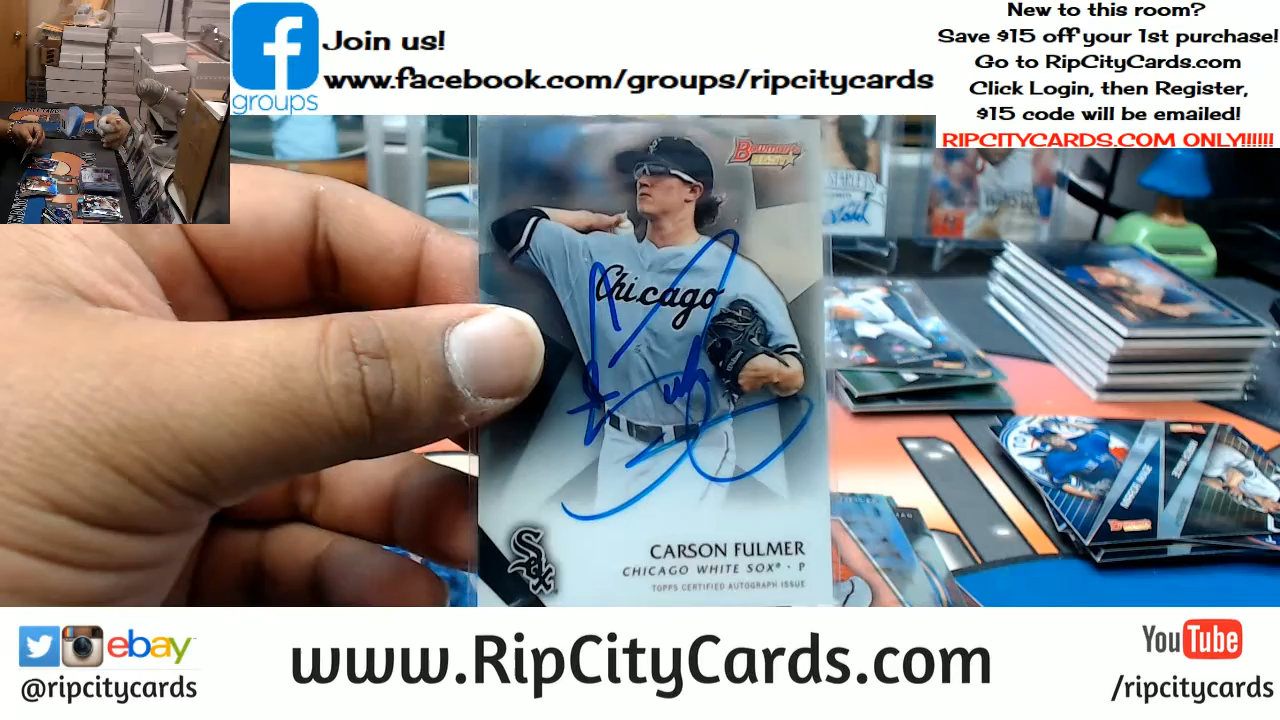 groups
Join us!
www.facebook.com/groups/ripcitycards
New to this room?
Save $15 off your 1st purchase!
Go to RipCityCards.com
Click Login, then Register,
$15 code will be emailed!
RIPCITYCARDS.COM ONLY!!!!!!
Bowman's
BEST
Chicago
Sox
CARSON FULMER
CHICAGO WHITE SOX® · P
TOPPS CERTIFIED AUTOGRAPH ISSUE
ebay
@ripcitycards
www.RipCityCards.com
YouTube
/ripcitycards